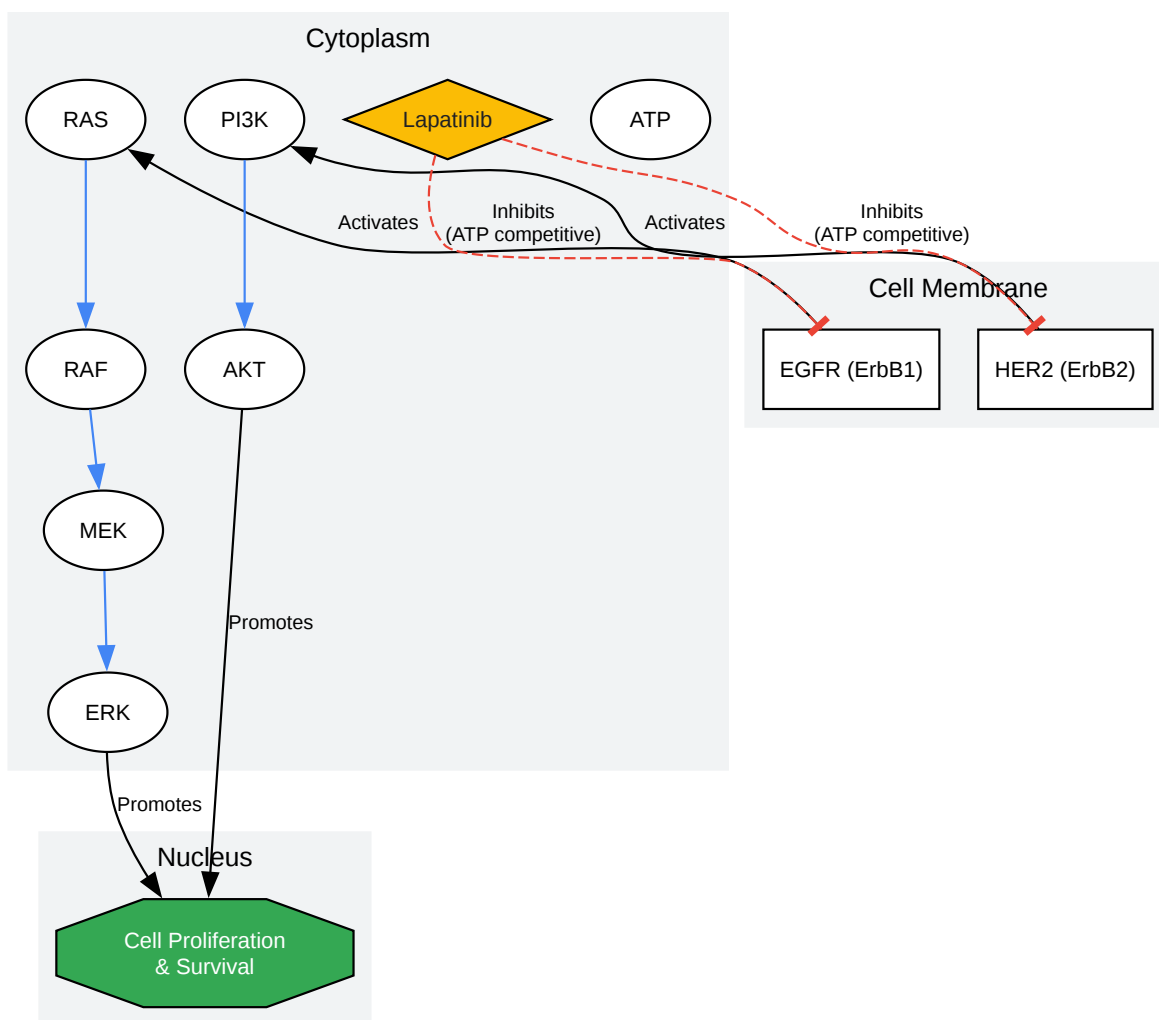 Cytoplasm
RAS
PI3K
Lapatinib
ATP
Activates
Inhibits
(ATP competitive)
Activates
Inhibits
(ATP competitive)
Cell Membrane
RAF
AKT
EGFR (ErbB1)
HER2 (ErbB2)
MEK
Promotes
ERK
Promotes
Nucleus
Cell Proliferation
& Survival